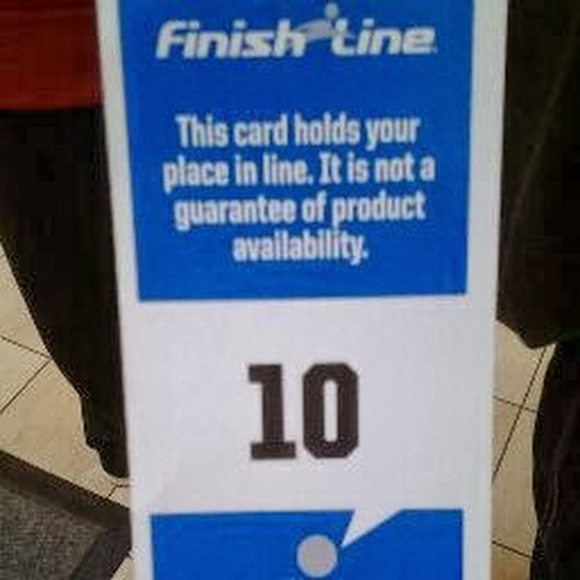 Finish Line
This card holds your
place in line. It is not a
guarantee of product
availability.
10